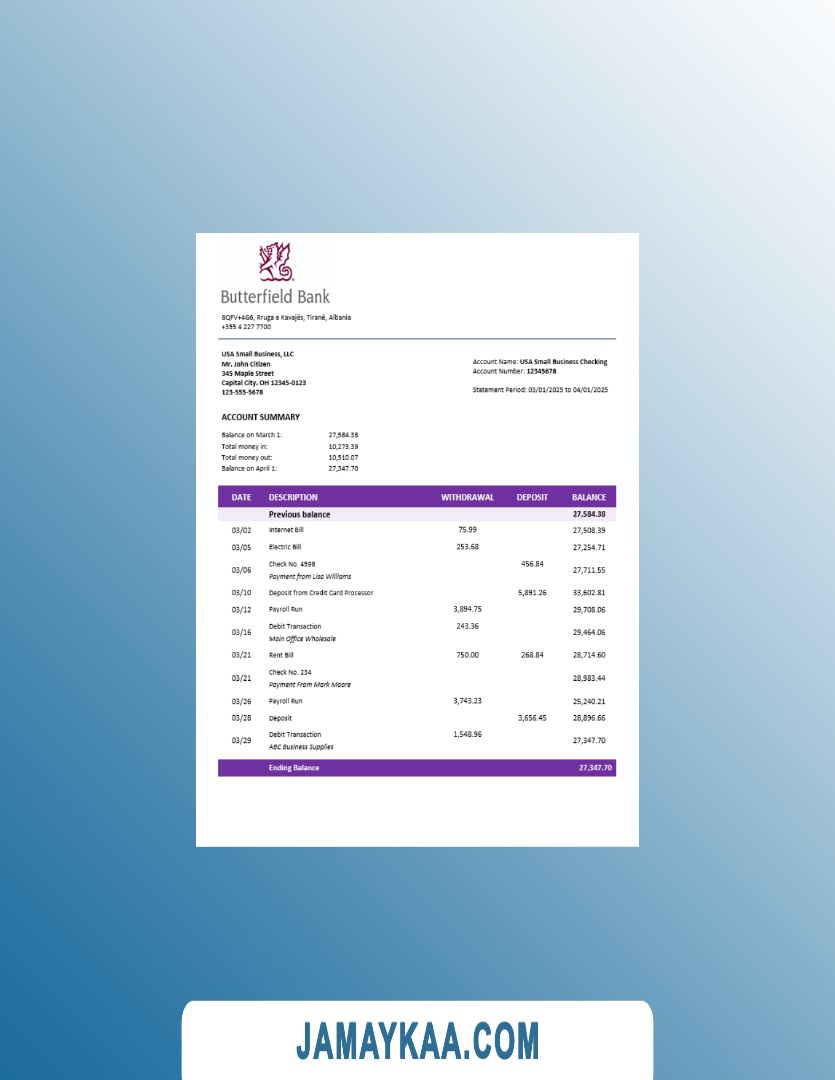 Butterfield Bank
8QFV+4G6, Rruga e Kavajës, Tiranë, Albania
+355 4 227 7700
USA Small Business, LLC
Mr. John Citizen
345 Maple Street
Capital City. OH 12345-0123
123-555-5678
Account Name: USA Small Business Checking
Account Number: 12345678
Statement Period: 03/01/2025 to 04/01/2025
ACCOUNT SUMMARY
Balance on March 1: 27,584.38
Total money in: 10,273.39
Total money out: 10,510.07
Balance on April 1: 27,347.70
DATE DESCRIPTION WITHDRAWAL DEPOSIT BALANCE
Previous balance 27,584.38
03/02 Internet Bill 75.99 27,508.39
03/05 Electric Bill 253.68 27,254.71
03/06 Check No. 4598 456.84 27,711.55
Payment from Lisa Williams
03/10 Deposit from Credit Card Processor 5,891.26 33,602.81
03/12 Payroll Run 3,894.75 29,708.06
03/16 Debit Transaction 243.36 29,464.06
Main Office Wholesale
03/21 Rent Bill 750.00 268.84 28,714.60
03/21 Check No. 234 28,983.44
Payment From Mark Moore
03/26 Payroll Run 3,743.23 25,240.21
03/28 Deposit 3,656.45 28,896.66
03/29 Debit Transaction 1,548.96 27,347.70
ABC Business Supplies
Ending Balance 27,347.70
JAMAYKAA.COM